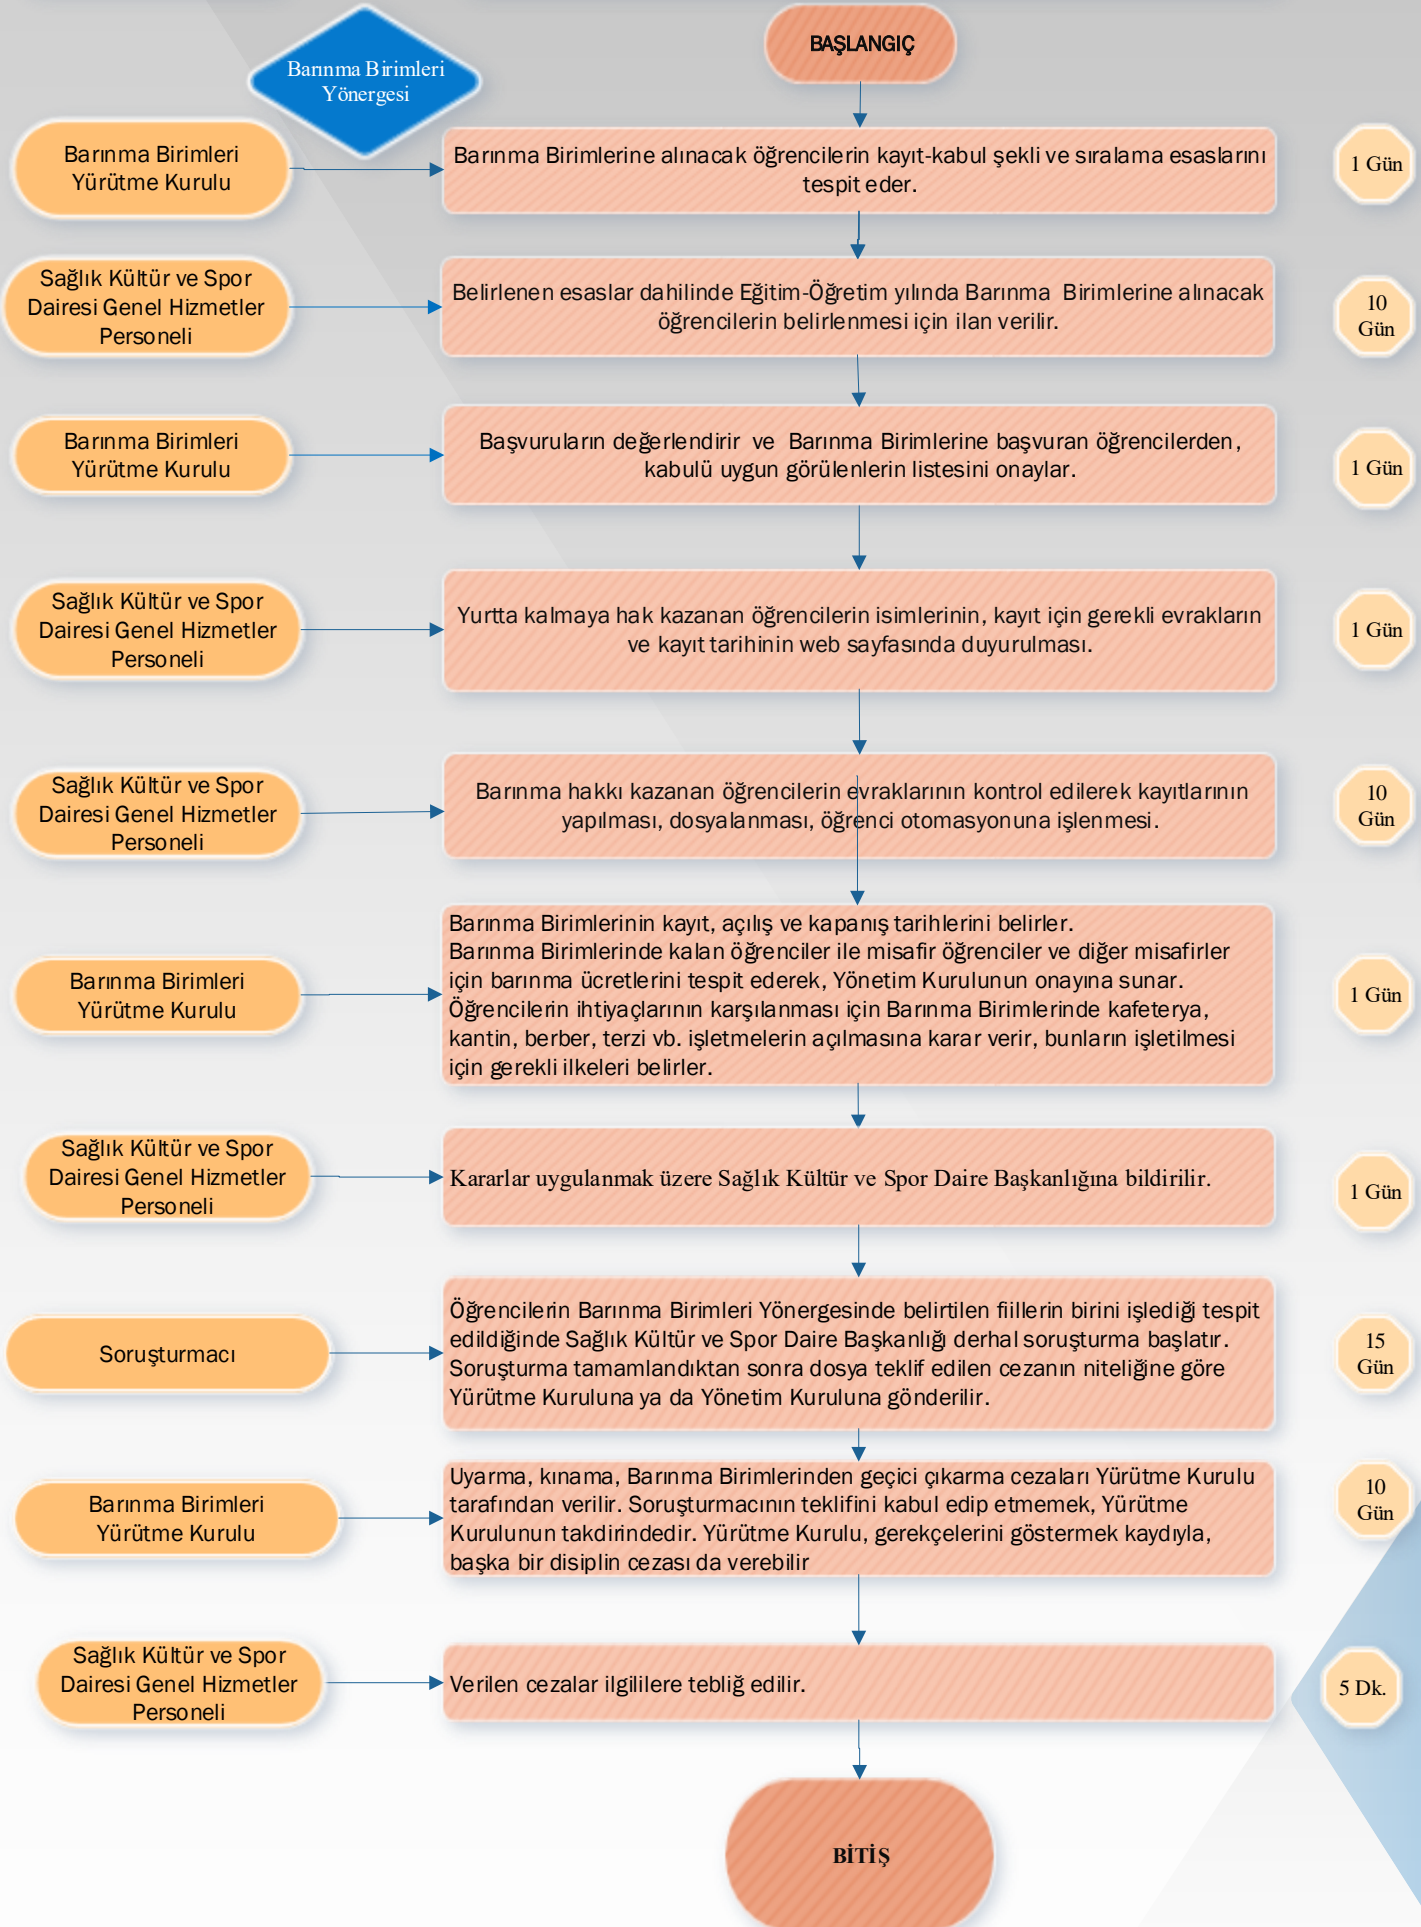 BAŞLANGIÇ
Barınma Birimleri
Yönergesi
Barınma Birimleri
Yürütme Kurulu
Barınma Birimlerine alınacak öğrencilerin kayıt-kabul şekli ve sıralama esaslarını
tespit eder.
1 Gün
Sağlık Kültür ve Spor
Dairesi Genel Hizmetler
Personeli
Belirlenen esaslar dahilinde Eğitim-Öğretim yılında Barınma Birimlerine alınacak
öğrencilerin belirlenmesi için ilan verilir.
10
Gün
Barınma Birimleri
Yürütme Kurulu
Başvuruların değerlendirir ve Barınma Birimlerine başvuran öğrencilerden,
kabulü uygun görülenlerin listesini onaylar.
1 Gün
Sağlık Kültür ve Spor
Dairesi Genel Hizmetler
Personeli
Yurtta kalmaya hak kazanan öğrencilerin isimlerinin, kayıt için gerekli evrakların
ve kayıt tarihinin web sayfasında duyurulması.
1 Gün
Sağlık Kültür ve Spor
Dairesi Genel Hizmetler
Personeli
Barınma hakkı kazanan öğrencilerin evraklarının kontrol edilerek kayıtlarının
yapılması, dosyalanması, öğrenci otomasyonuna işlenmesi.
10
Gün
Barınma Birimleri
Yürütme Kurulu
Barınma Birimlerinin kayıt, açılış ve kapanış tarihlerini belirler.
Barınma Birimlerinde kalan öğrenciler ile misafir öğrenciler ve diğer misafirler
için barınma ücretlerini tespit ederek, Yönetim Kurulunun onayına sunar.
Öğrencilerin ihtiyaçlarının karşılanması için Barınma Birimlerinde kafeterya,
kantin, berber, terzi vb. işletmelerin açılmasına karar verir, bunların işletilmesi
için gerekli ilkeleri belirler.
1 Gün
Sağlık Kültür ve Spor
Dairesi Genel Hizmetler
Personeli
Kararlar uygulanmak üzere Sağlık Kültür ve Spor Daire Başkanlığına bildirilir.
1 Gün
Soruşturmacı
Öğrencilerin Barınma Birimleri Yönergesinde belirtilen fiillerin birini işlediği tespit
edildiğinde Sağlık Kültür ve Spor Daire Başkanlığı derhal soruşturma başlatır.
Soruşturma tamamlandıktan sonra dosya teklif edilen cezanın niteliğine göre
Yürütme Kuruluna ya da Yönetim Kuruluna gönderilir.
15
Gün
Barınma Birimleri
Yürütme Kurulu
Uyarma, kınama, Barınma Birimlerinden geçici çıkarma cezaları Yürütme Kurulu
tarafından verilir. Soruşturmacının teklifini kabul edip etmemek, Yürütme
Kurulunun takdirindedir. Yürütme Kurulu, gerekçelerini göstermek kaydıyla,
başka bir disiplin cezası da verebilir
10
Gün
Sağlık Kültür ve Spor
Dairesi Genel Hizmetler
Personeli
Verilen cezalar ilgililere tebliğ edilir.
5 Dk.
BİTİŞ